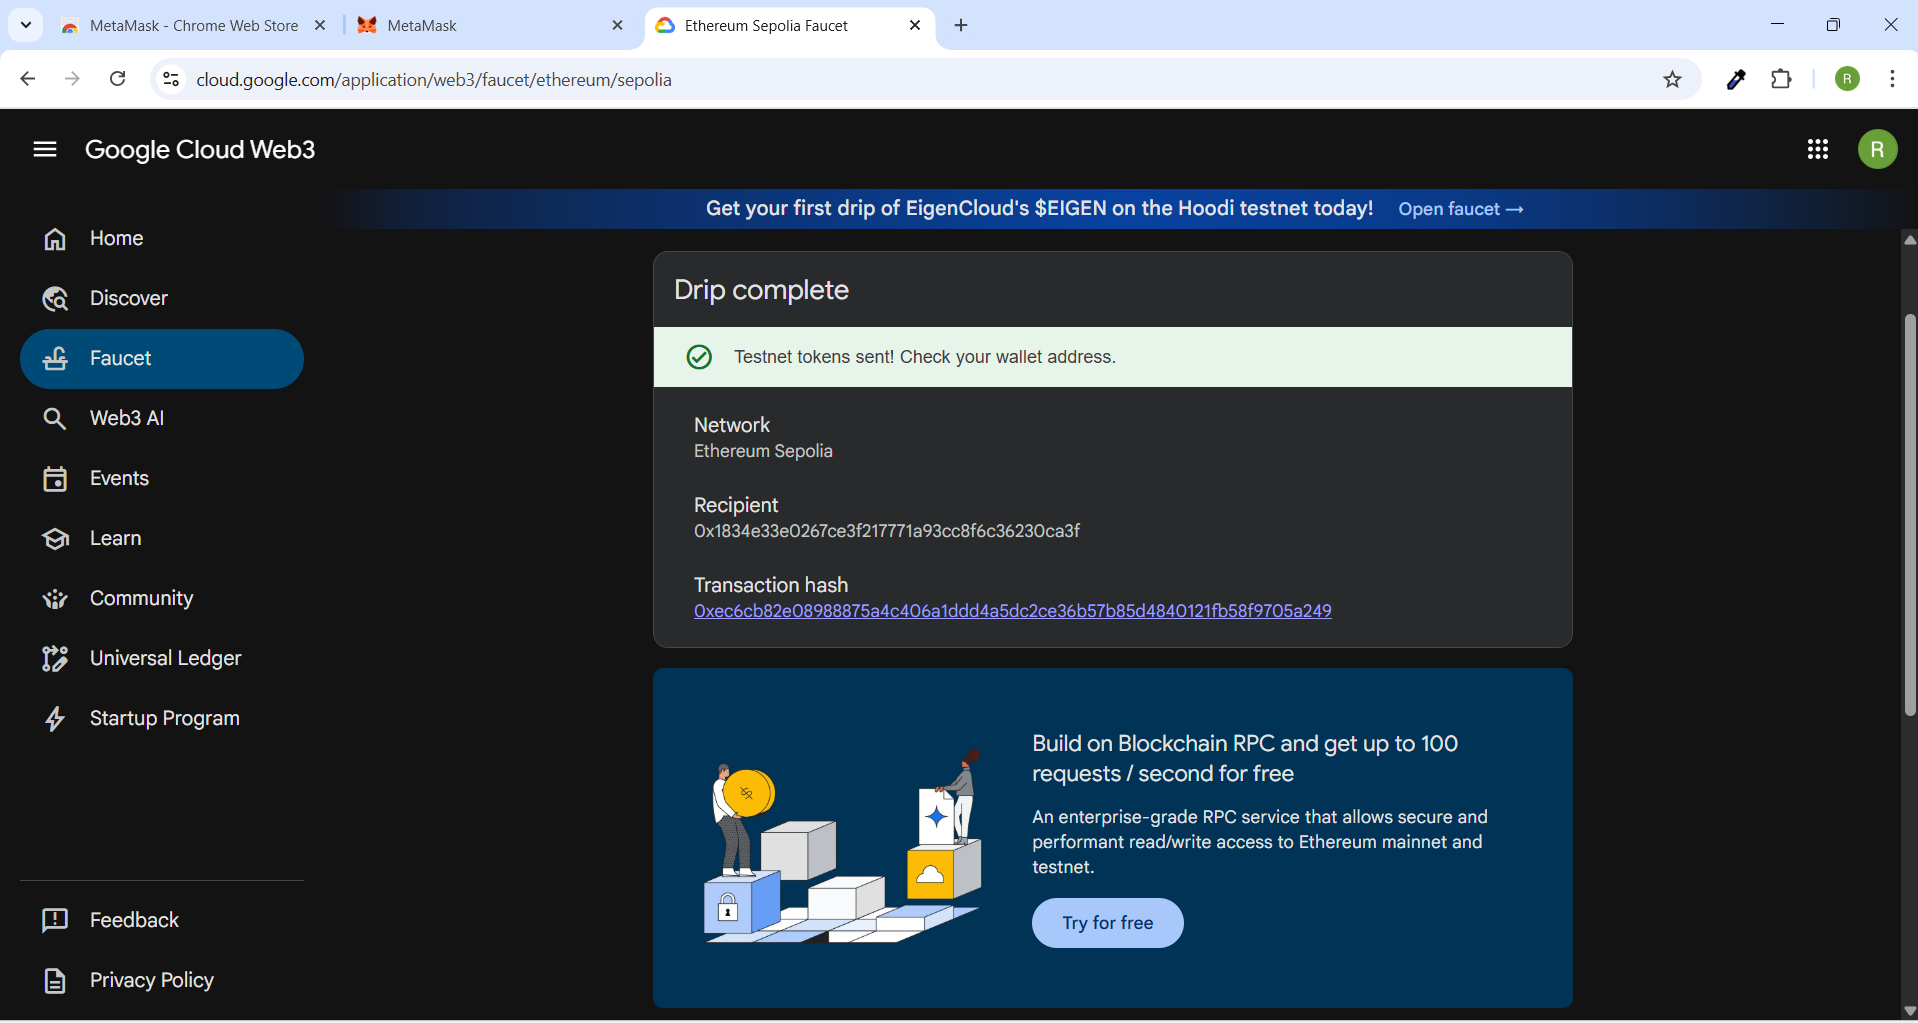 MetaMask - Chrome Web Store
MetaMask
Ethereum Sepolia Faucet
cloud.google.com/application/web3/faucet/ethereum/sepolia
R
Google Cloud Web3
R
Get your first drip of EigenCloud's $EIGEN on the Hoodi testnet today! Open faucet →
Home
Discover
Faucet
Web3 AI
Events
Learn
Community
Universal Ledger
Startup Program
Feedback
Privacy Policy
Drip complete
Testnet tokens sent! Check your wallet address.
Network
Ethereum Sepolia
Recipient
0x1834e33e0267ce3f217771a93cc8f6c36230ca3f
Transaction hash
0xec6cb82e08988875a4c406a1ddd4a5dc2ce36b57b85d4840121fb58f9705a249
Build on Blockchain RPC and get up to 100
requests / second for free
An enterprise-grade RPC service that allows secure and
performant read/write access to Ethereum mainnet and
testnet.
Try for free